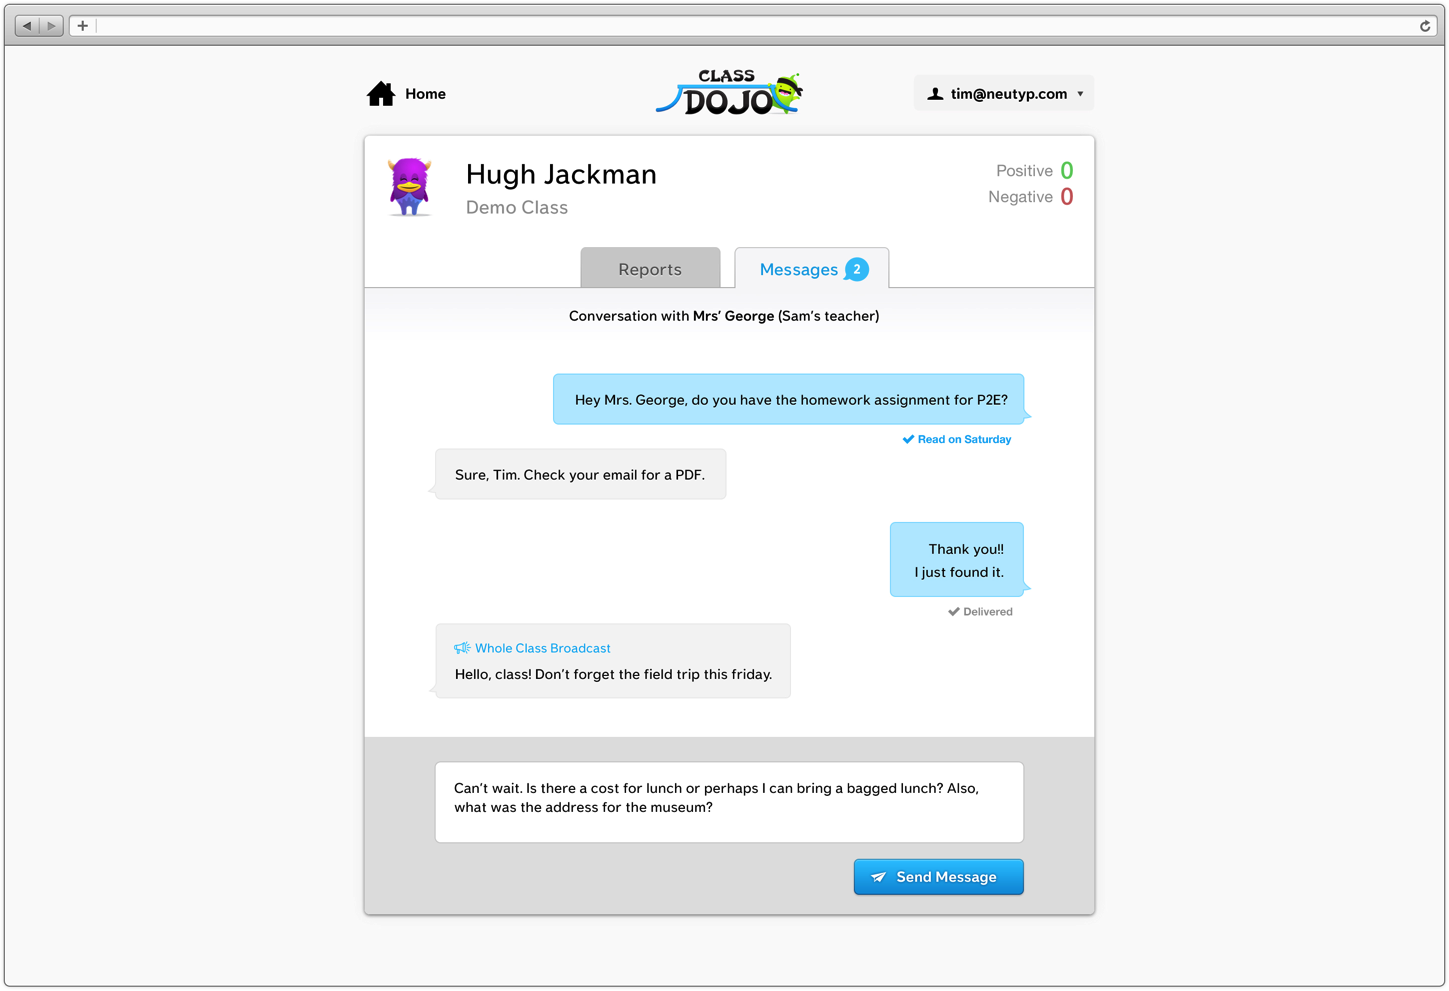 Home
CLASS
DOJO
tim@neutyp.com
Hugh Jackman
Demo Class
Positive 0
Negative 0
Reports
Messages 2
Conversation with Mrs’ George (Sam’s teacher)
Hey Mrs. George, do you have the homework assignment for P2E?
Read on Saturday
Sure, Tim. Check your email for a PDF.
Thank you!!
I just found it.
Delivered
Whole Class Broadcast
Hello, class! Don’t forget the field trip this friday.
Can’t wait. Is there a cost for lunch or perhaps I can bring a bagged lunch? Also,
what was the address for the museum?
Send Message